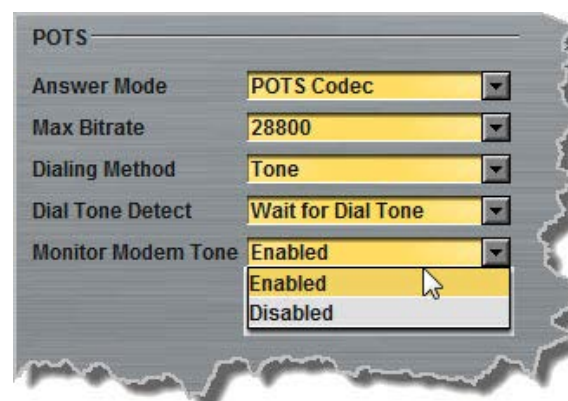 POTS
Answer Mode POTS Codec
Max Bitrate 28800
Dialing Method Tone
Dial Tone Detect Wait for Dial Tone
Monitor Modem Tone Enabled
Enabled
Disabled